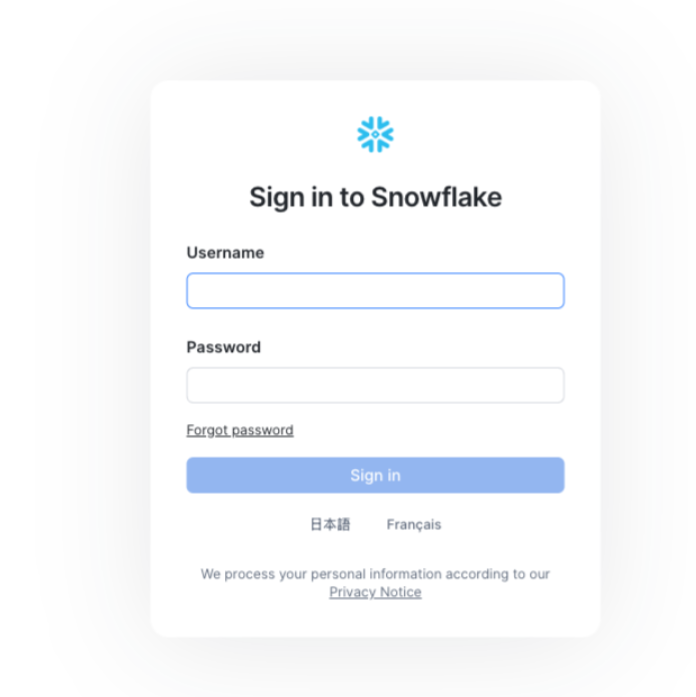 Sign in to Snowflake
Username
Password
Forgot password
Sign in
日本語 Français
We process your personal information according to our
Privacy Notice